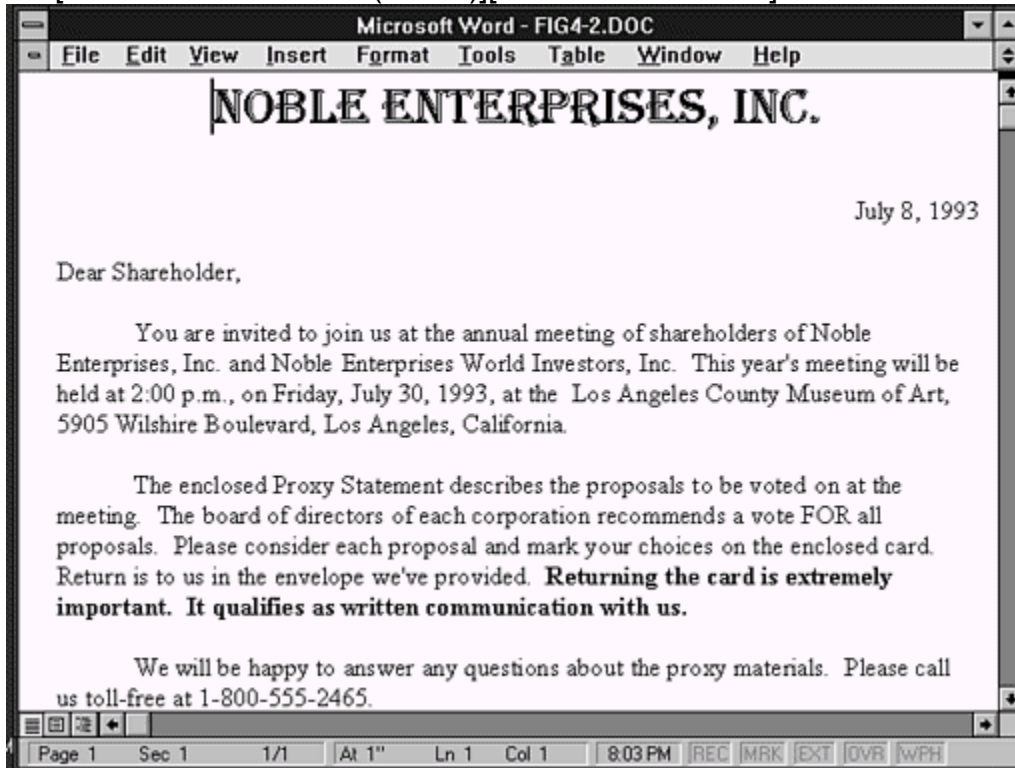 Microsoft Word - FIG4-2.DOC
File Edit View Insert Format Tools Table Window Help
NOBLE ENTERPRISES, INC.
July 8, 1993
Dear Shareholder,
You are invited to join us at the annual meeting of shareholders of Noble
Enterprises, Inc. and Noble Enterprises World Investors, Inc.  This year's meeting will be
held at 2:00 p.m., on Friday, July 30, 1993, at the  Los Angeles County Museum of Art,
5905 Wilshire Boulevard, Los Angeles, California.
The enclosed Proxy Statement describes the proposals to be voted on at the
meeting.  The board of directors of each corporation recommends a vote FOR all
proposals.  Please consider each proposal and mark your choices on the enclosed card.
Return is to us in the envelope we've provided.  Returning the card is extremely
important.  It qualifies as written communication with us.
We will be happy to answer any questions about the proxy materials.  Please call
us toll-free at 1-800-555-2465.
Page 1 Sec 1 1/1 At 1" Ln 1 Col 1 8:03 PM REC MRK EXT OVR WPH